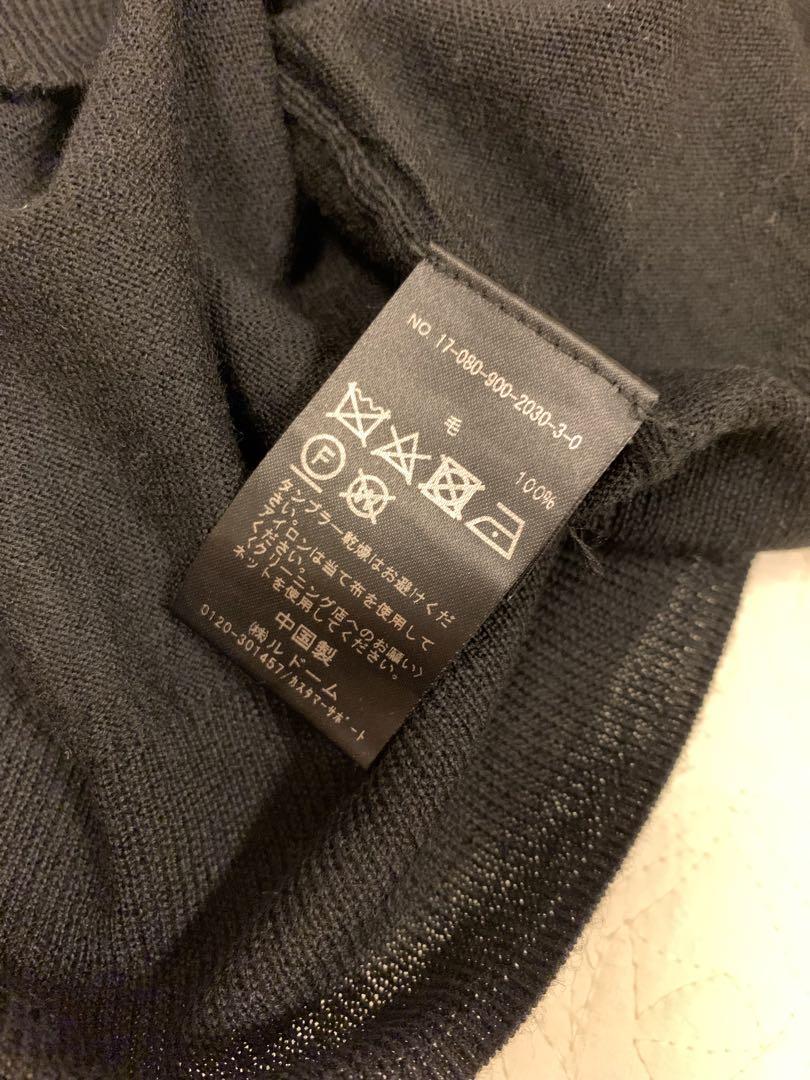 NO 17-080-900-2030-3-0
毛 100%
F
W
タンブラー乾燥はお避けくだ
さい。
アイロンは当て布を使用して
ください。
〈クリーニング店へのお願い〉
ネットを使用してください。
中国製
㈱ルドーム
0120-301457/カスタマーサポート